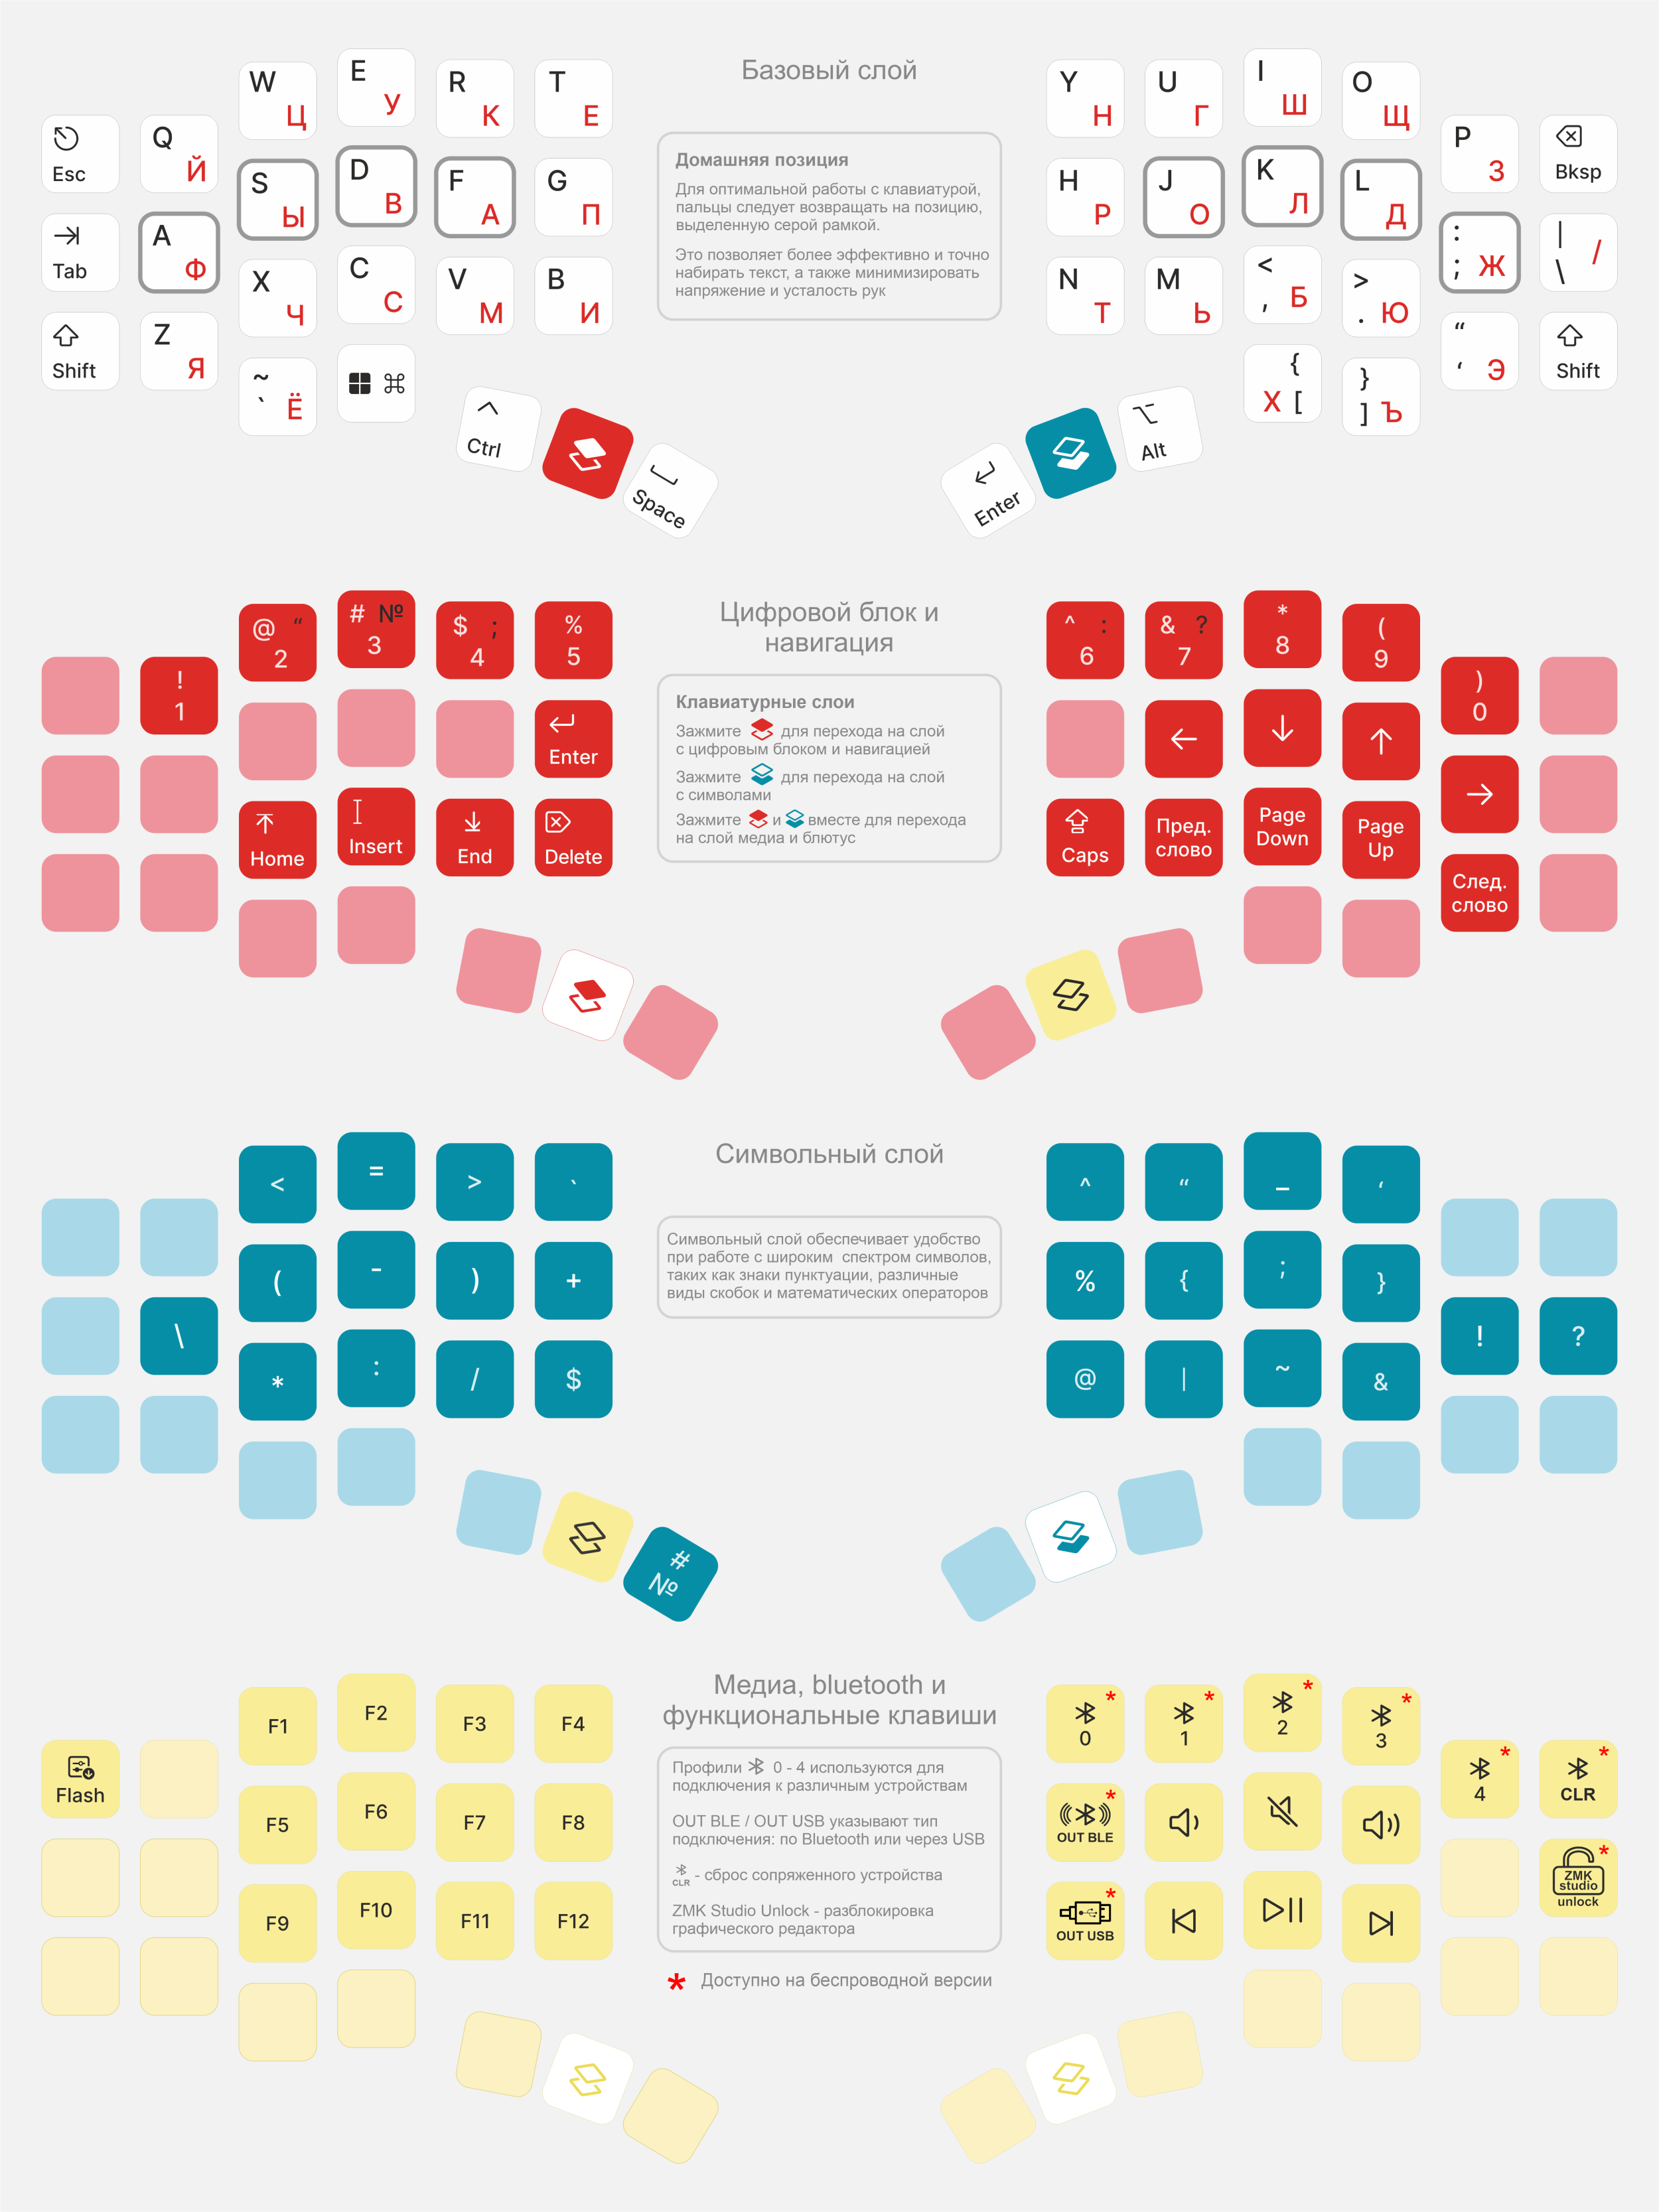 Базовый слой
W Ц
E У
R К
T Е
Y Н
U Г
I Ш
O Щ
Esc
Q Й
P З
Bksp
S Ы
D В
F А
G П
H Р
J О
K Л
L Д
Tab
A Ф
: ; Ж
| \ /
X Ч
C С
V М
B И
N Т
M Ь
< , Б
> . Ю
Shift
Z Я
“ ‘ Э
Shift
~ ` Ё
{ [ Х
} ] Ъ
Ctrl
Space
Enter
Alt
Домашняя позиция
Для оптимальной работы с клавиатурой,
пальцы следует возвращать на позицию,
выделенную серой рамкой.
Это позволяет более эффективно и точно
набирать текст, а также минимизировать
напряжение и усталость рук
Цифровой блок и
навигация
! 1
@ “ 2
# № 3
$ ; 4
% 5
^ : 6
& ? 7
* 8
( 9
) 0
Enter
Home
Insert
End
Delete
Caps
Пред.
слово
Page
Down
Page
Up
След.
слово
Клавиатурные слои
Зажмите для перехода на слой
с цифровым блоком и навигацией
Зажмите для перехода на слой
с символами
Зажмите и вместе для перехода
на слой медиа и блютус
Символьный слой
< = > `
^ “ _ ‘
( - ) +
% { ; }
\
! ?
* : / $
@ | ~ &
#
№
Символьный слой обеспечивает удобство
при работе с широким спектром символов,
таких как знаки пунктуации, различные
виды скобок и математических операторов
Медиа, bluetooth и
функциональные клавиши
F1 F2 F3 F4
* 0
* 1
* 2
* 3
Flash
* 4
* CLR
F5 F6 F7 F8
* OUT BLE
* ZMK
studio
unlock
F9 F10 F11 F12
* OUT USB
Профили 0 - 4 используются для
подключения к различным устройствам
OUT BLE / OUT USB указывают тип
подключения: по Bluetooth или через USB
CLR - сброс сопряженного устройства
ZMK Studio Unlock - разблокировка
графического редактора
* Доступно на беспроводной версии